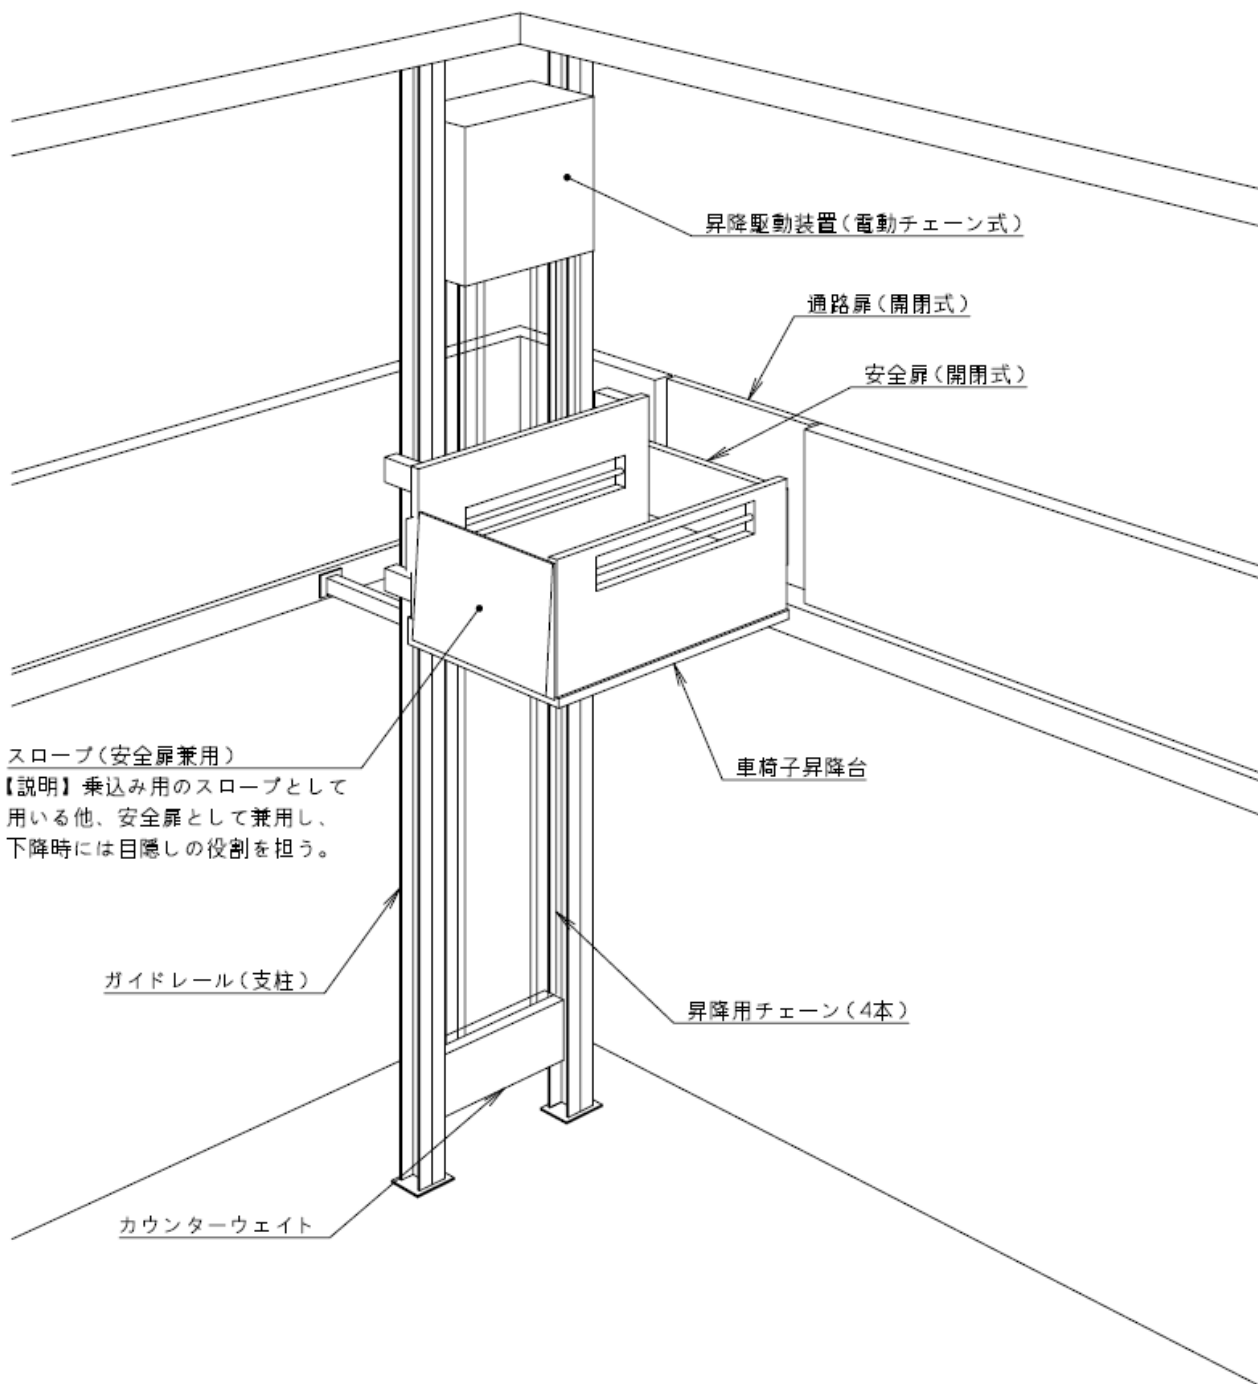 昇降駆動装置(電動チェーン式)
通路扉(開閉式)
安全扉(開閉式)
スロープ(安全扉兼用)
【説明】乗込み用のスロープとして
用いる他、安全扉として兼用し、
下降時には目隠しの役割を担う。
車椅子昇降台
ガイドレール(支柱)
昇降用チェーン(4本)
カウンターウェイト